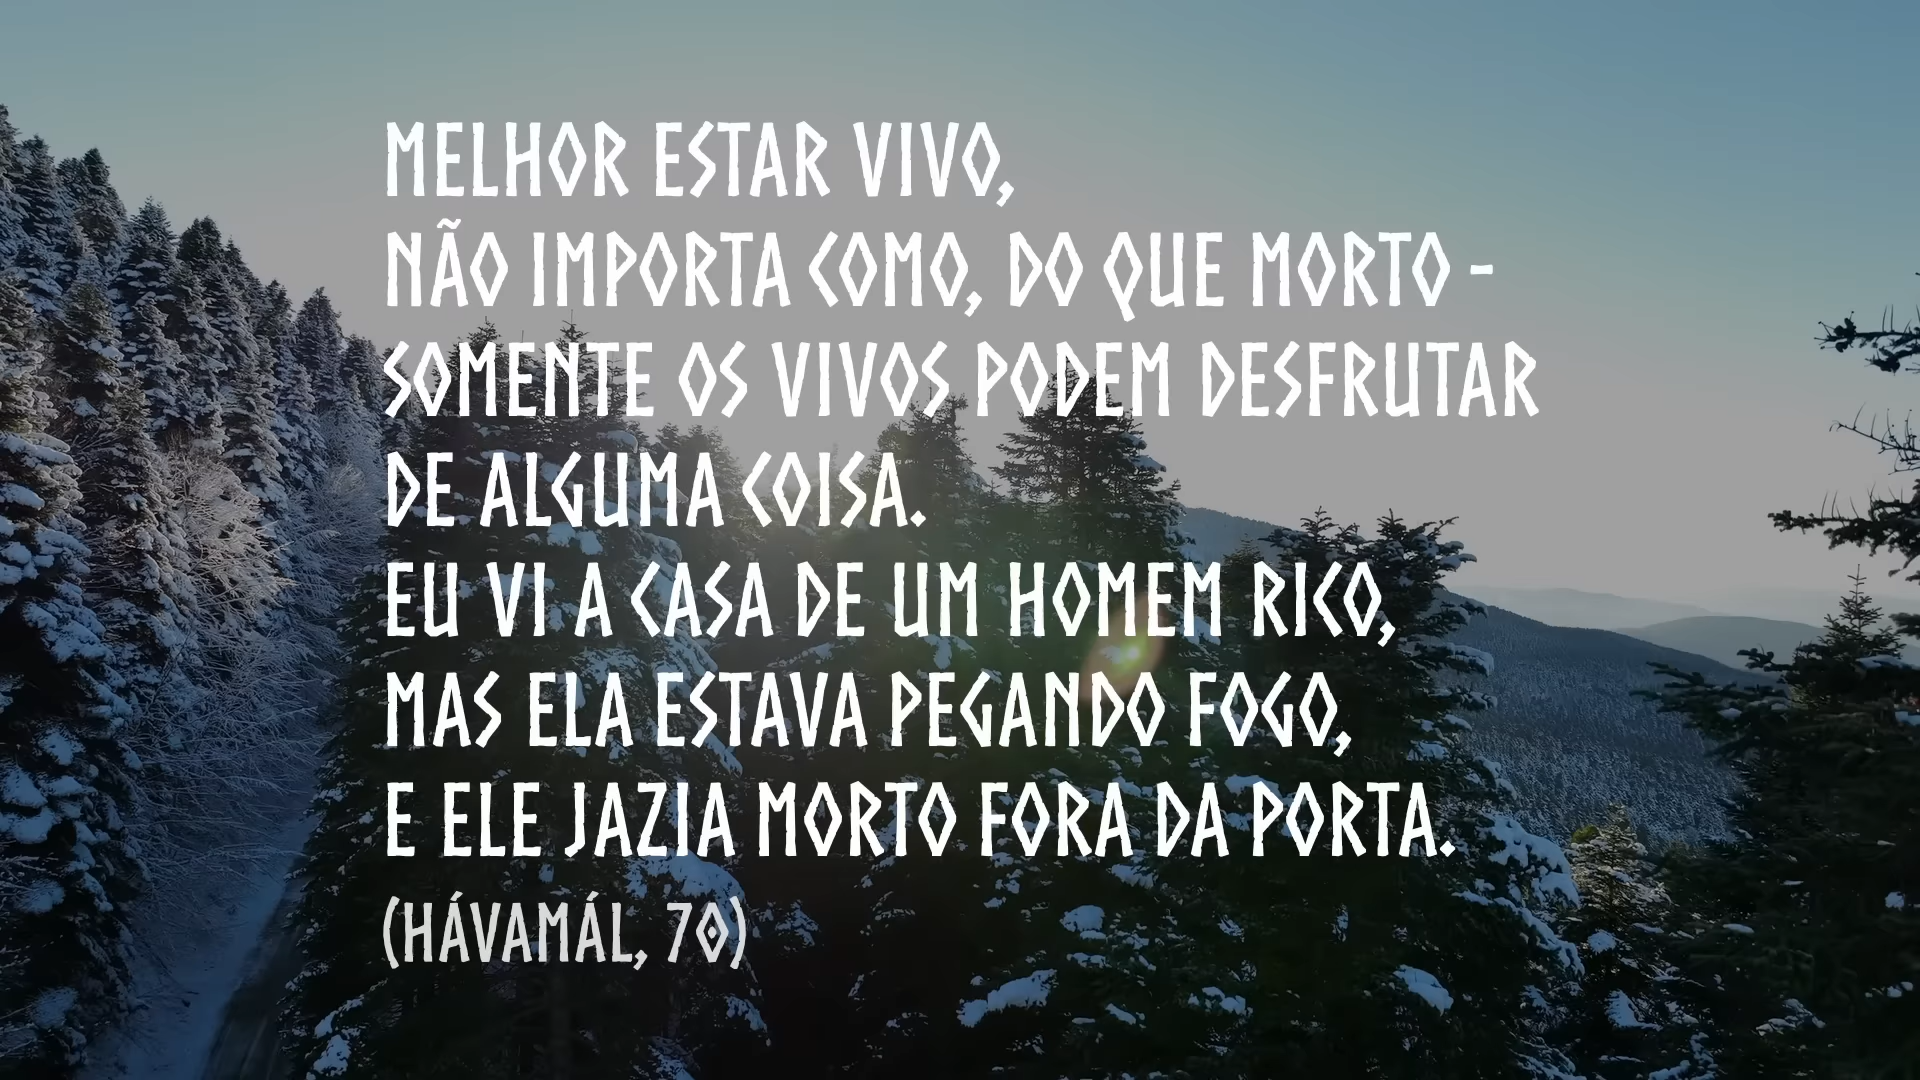 MELHOR ESTAR VIVO,
NÃO IMPORTA COMO, DO QUE MORTO -
SOMENTE OS VIVOS PODEM DESFRUTAR
DE ALGUMA COISA.
EU VI A CASA DE UM HOMEM RICO,
MAS ELA ESTAVA PEGANDO FOGO,
E ELE JAZIA MORTO FORA DA PORTA.
(HÁVAMÁL, 70)